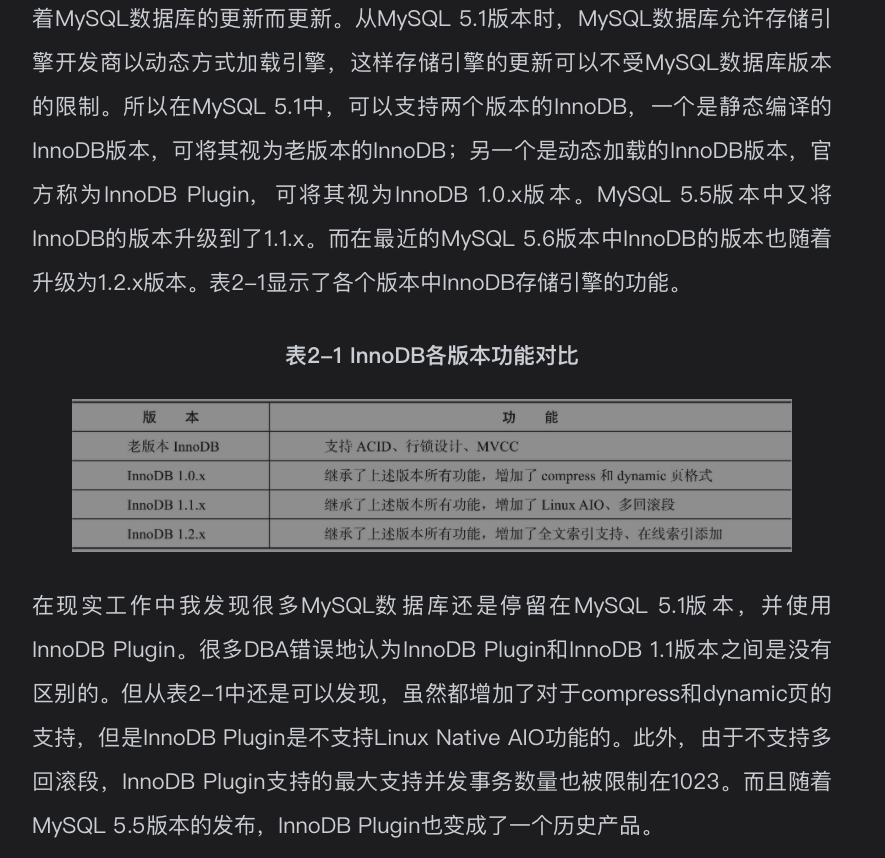 着MySQL数据库的更新而更新。从MySQL 5.1版本时，MySQL数据库允许存储引
擎开发商以动态方式加载引擎，这样存储引擎的更新可以不受MySQL数据库版本
的限制。所以在MySQL 5.1中，可以支持两个版本的InnoDB，一个是静态编译的
InnoDB版本，可将其视为老版本的InnoDB；另一个是动态加载的InnoDB版本，官
方称为InnoDB Plugin，可将其视为InnoDB 1.0.x版本。MySQL 5.5版本中又将
InnoDB的版本升级到了1.1.x。而在最近的MySQL 5.6版本中InnoDB的版本也随着
升级为1.2.x版本。表2–1显示了各个版本中InnoDB存储引擎的功能。
表2–1 InnoDB各版本功能对比
版 本 功 能
老版本 InnoDB 支持 ACID、行锁设计、MVCC
InnoDB 1.0.x 继承了上述版本所有功能，增加了 compress 和 dynamic 页格式
InnoDB 1.1.x 继承了上述版本所有功能，增加了 Linux AIO、多回滚段
InnoDB 1.2.x 继承了上述版本所有功能，增加了全文索引支持、在线索引添加
在现实工作中我发现很多MySQL数据库还是停留在MySQL 5.1版本，并使用
InnoDB Plugin。很多DBA错误地认为InnoDB Plugin和InnoDB 1.1版本之间是没有
区别的。但从表2–1中还是可以发现，虽然都增加了对于compress和dynamic页的
支持，但是InnoDB Plugin是不支持Linux Native AIO功能的。此外，由于不支持多
回滚段，InnoDB Plugin支持的最大支持并发事务数量也被限制在1023。而且随着
MySQL 5.5版本的发布，InnoDB Plugin也变成了一个历史产品。